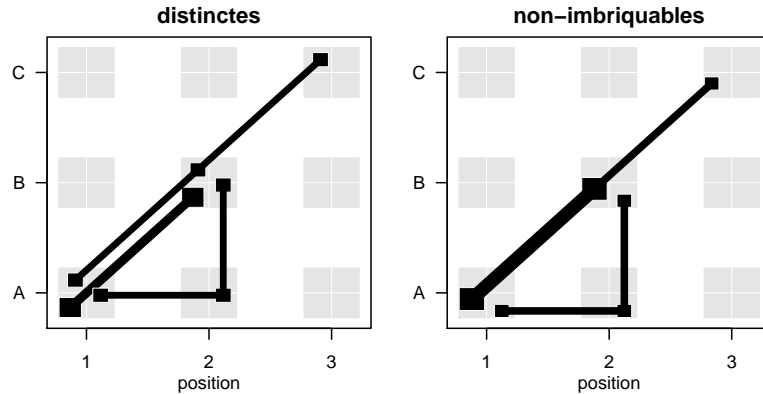 distinctes
C
B
A
1 2 3
position
non−imbriquables
C
B
A
1 2 3
position